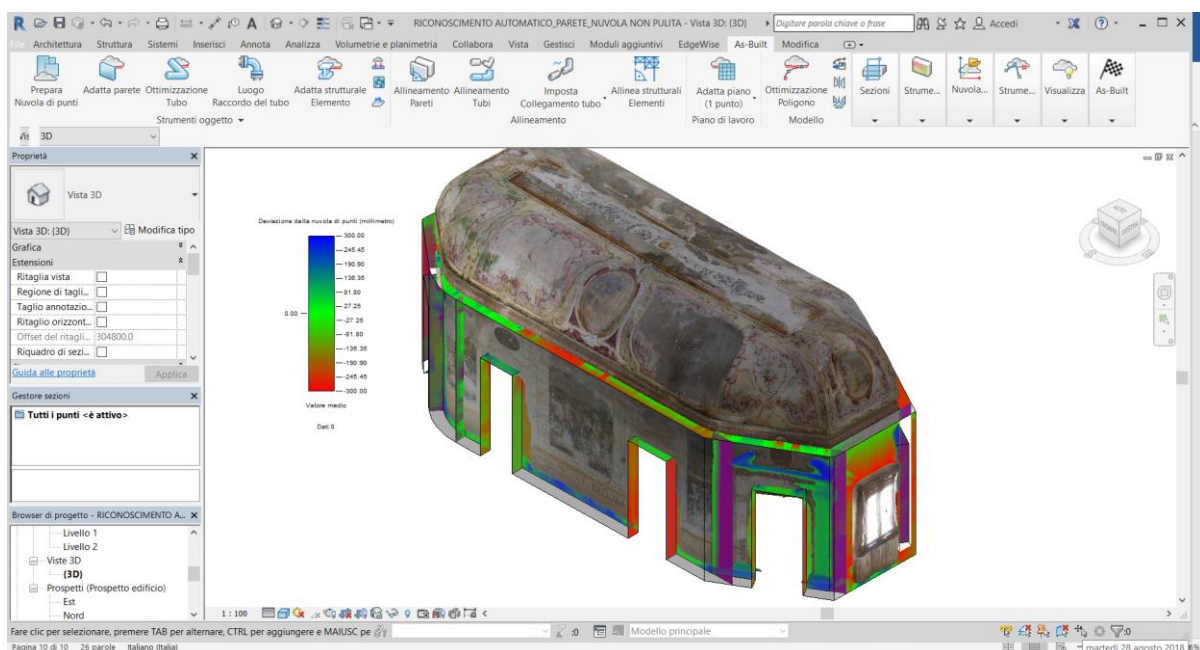 RICONOSCIMENTO AUTOMATICO_PARETE_NUVOLA NON PULITA - Vista 3D: {3D}
Digitare parola chiave o frase
Accedi
File Architettura Struttura Sistemi Inserisci Annota Analizza Volumetrie e planimetria Collabora Vista Gestisci Moduli aggiuntivi EdgeWise As-Built Modifica
Prepara Nuvola di punti
Adatta parete
Ottimizzazione Tubo
Luogo Raccordo del tubo
Adatta strutturale Elemento
Allineamento Pareti
Allineamento Tubi
Imposta Collegamento tubo
Allinea strutturali Elementi
Adatta piano (1 punto)
Ottimizzazione Poligono
Sezioni
Strume...
Nuvola...
Strume...
Visualizza
As-Built
Strumenti oggetto
Allineamento
Piano di lavoro
Modello
Vis 3D
Proprietà
Vista 3D
Vista 3D: {3D}
Modifica tipo
Grafica
Estensioni
Ritaglia vista
Regione di tagli...
Taglio annotazio...
Ritaglio orizzont...
Offset del ritagli... 304800.0
Riquadro di sezi...
Guida alle proprietà
Applica
Gestore sezioni
Tutti i punti <è attivo>
Browser di progetto - RICONOSCIMENTO A...
Livello 1
Livello 2
Viste 3D
{3D}
Prospetti (Prospetto edificio)
Est
Nord
Deviazione dalla nuvola di punti (millimetro)
300.00
245.45
190.90
136.35
81.80
27.25
0.00
-27.25
-81.80
-136.35
-190.90
-245.45
-300.00
Valore medio
Dati 0
1 : 100
Fare clic per selezionare, premere TAB per alternare, CTRL per aggiungere e MAIUSC pe
:0
Modello principale
:0
Pagina 10 di 10 26 parole Italiano (Italia)
martedì 28 agosto 2018